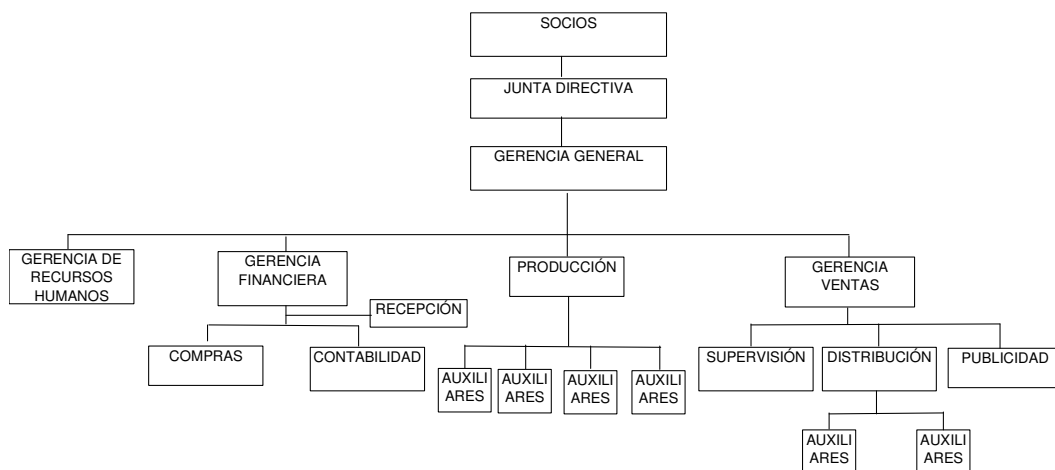 SOCIOS
JUNTA DIRECTIVA
GERENCIA GENERAL
GERENCIA DE
RECURSOS
HUMANOS
GERENCIA
FINANCIERA
PRODUCCIÓN
GERENCIA
VENTAS
RECEPCIÓN
COMPRAS
CONTABILIDAD
SUPERVISIÓN
DISTRIBUCIÓN
PUBLICIDAD
AUXILI
ARES
AUXILI
ARES
AUXILI
ARES
AUXILI
ARES
AUXILI
ARES
AUXILI
ARES